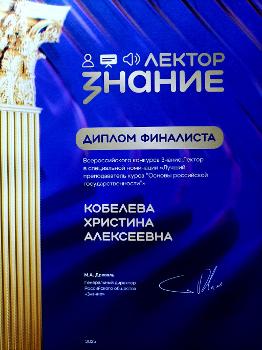 ЛЕКТОР
ЗНАНИЕ
ДИПЛОМ ФИНАЛИСТА
Всероссийского конкурса Знание.Лектор
в специальной номинации «Лучший
преподаватель курса "Основы российской
государственности"»
КОБЕЛЕВА
ХРИСТИНА
АЛЕКСЕЕВНА
М.А. Древаль
генеральный директор
Российского общества
«Знание»